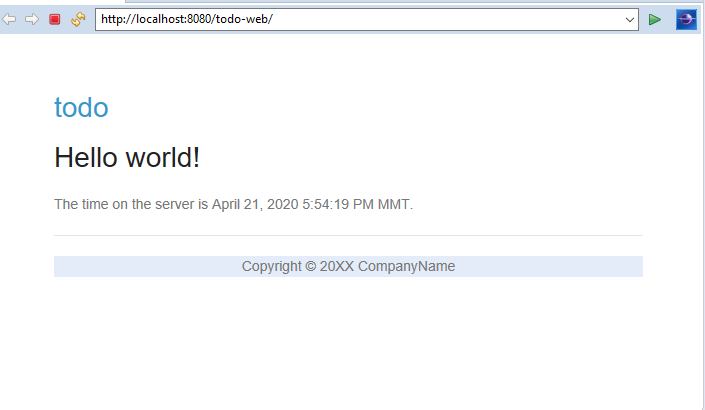 http://localhost:8080/todo-web/
todo
Hello world!
The time on the server is April 21, 2020 5:54:19 PM MMT.
Copyright © 20XX CompanyName